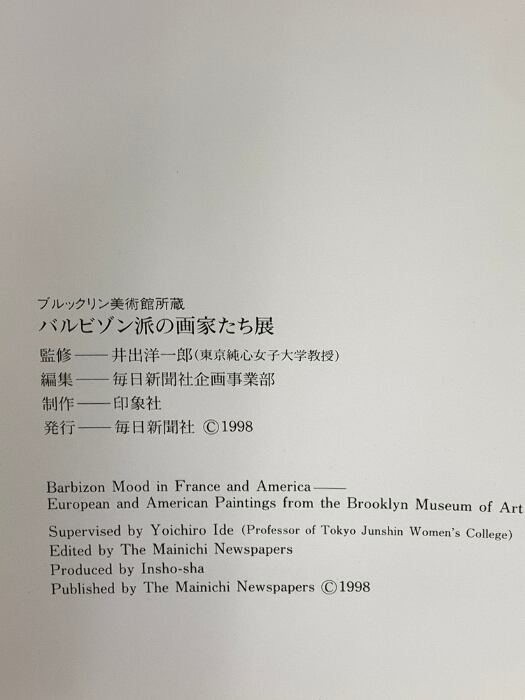 ブルックリン美術館所蔵
バルビゾン派の画家たち展
監修――井出洋一郎(東京純心女子大学教授)
編集――毎日新聞社企画事業部
制作――印象社
発行――毎日新聞社 ©1998
Barbizon Mood in France and America――
European and American Paintings from the Brooklyn Museum of Art
Supervised by Yoichiro Ide (Professor of Tokyo Junshin Women's College)
Edited by The Mainichi Newspapers
Produced by Insho-sha
Published by The Mainichi Newspapers ©1998